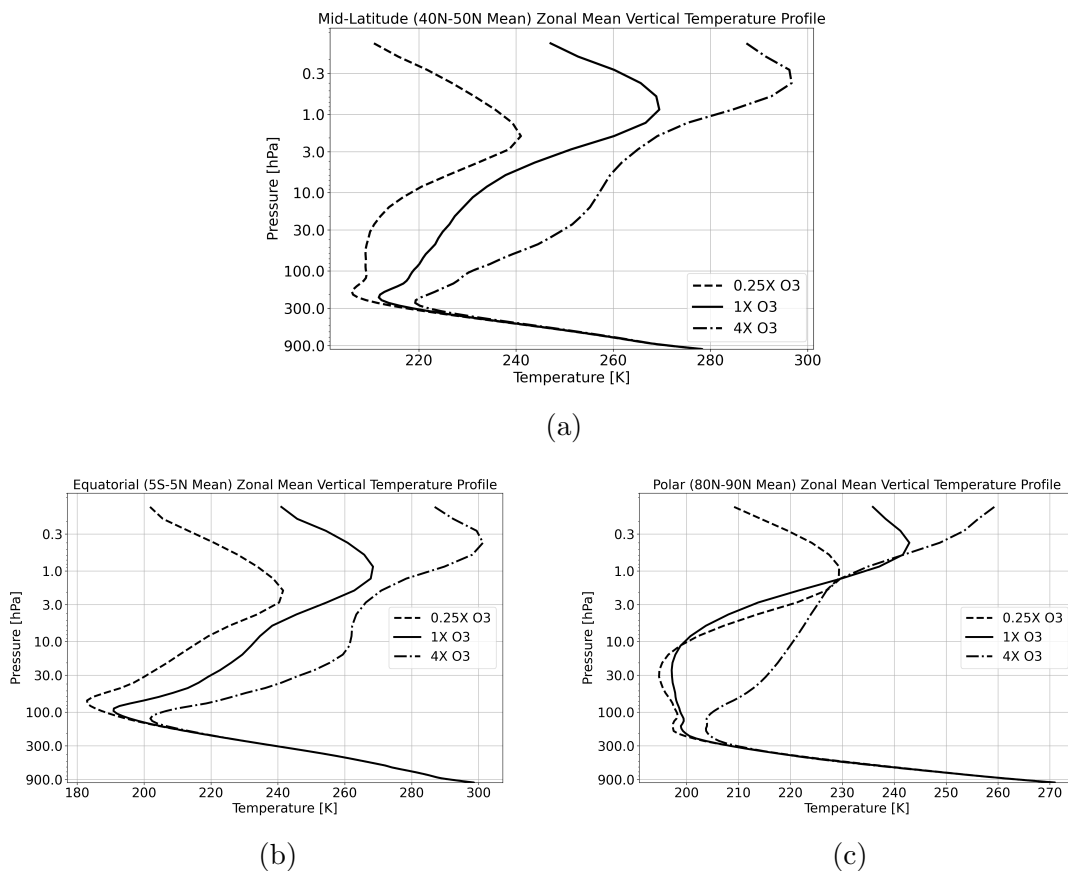 Mid-Latitude (40N-50N Mean) Zonal Mean Vertical Temperature Profile
0.3
1.0
3.0
10.0
30.0
100.0
300.0
900.0
Pressure [hPa]
0.25X O3
1X O3
4X O3
220 240 260 280 300
Temperature [K]
(a)
Equatorial (5S-5N Mean) Zonal Mean Vertical Temperature Profile
0.3
1.0
3.0
10.0
30.0
100.0
300.0
900.0
Pressure [hPa]
0.25X O3
1X O3
4X O3
180 200 220 240 260 280 300
Temperature [K]
(b)
Polar (80N-90N Mean) Zonal Mean Vertical Temperature Profile
0.3
1.0
3.0
10.0
30.0
100.0
300.0
900.0
Pressure [hPa]
0.25X O3
1X O3
4X O3
200 210 220 230 240 250 260 270
Temperature [K]
(c)